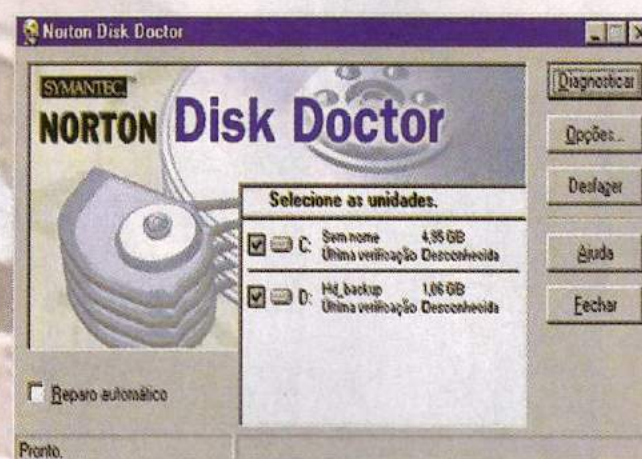 Norton Disk Doctor
SYMANTEC.
NORTON Disk Doctor
Selecione as unidades.
C: Sem nome 4,95 GB
Última verificação Desconhecida
D: Hd_backup 1,06 GB
Última verificação Desconhecida
Reparo automático
Pronto.
Diagnosticar
Opções...
Desfazer
Ajuda
Fechar